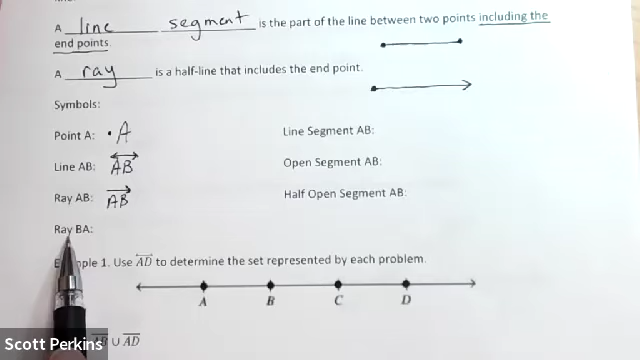 A line segment is the part of the line between two points including the
end points.
A ray is a half-line that includes the end point.
Symbols:
Point A: • A
Line AB: AB
Ray AB: AB
Ray BA:
Line Segment AB:
Open Segment AB:
Half Open Segment AB:
1. Use AD to determine the set represented by each problem.
A B C D
∪ AD
Scott Perkins